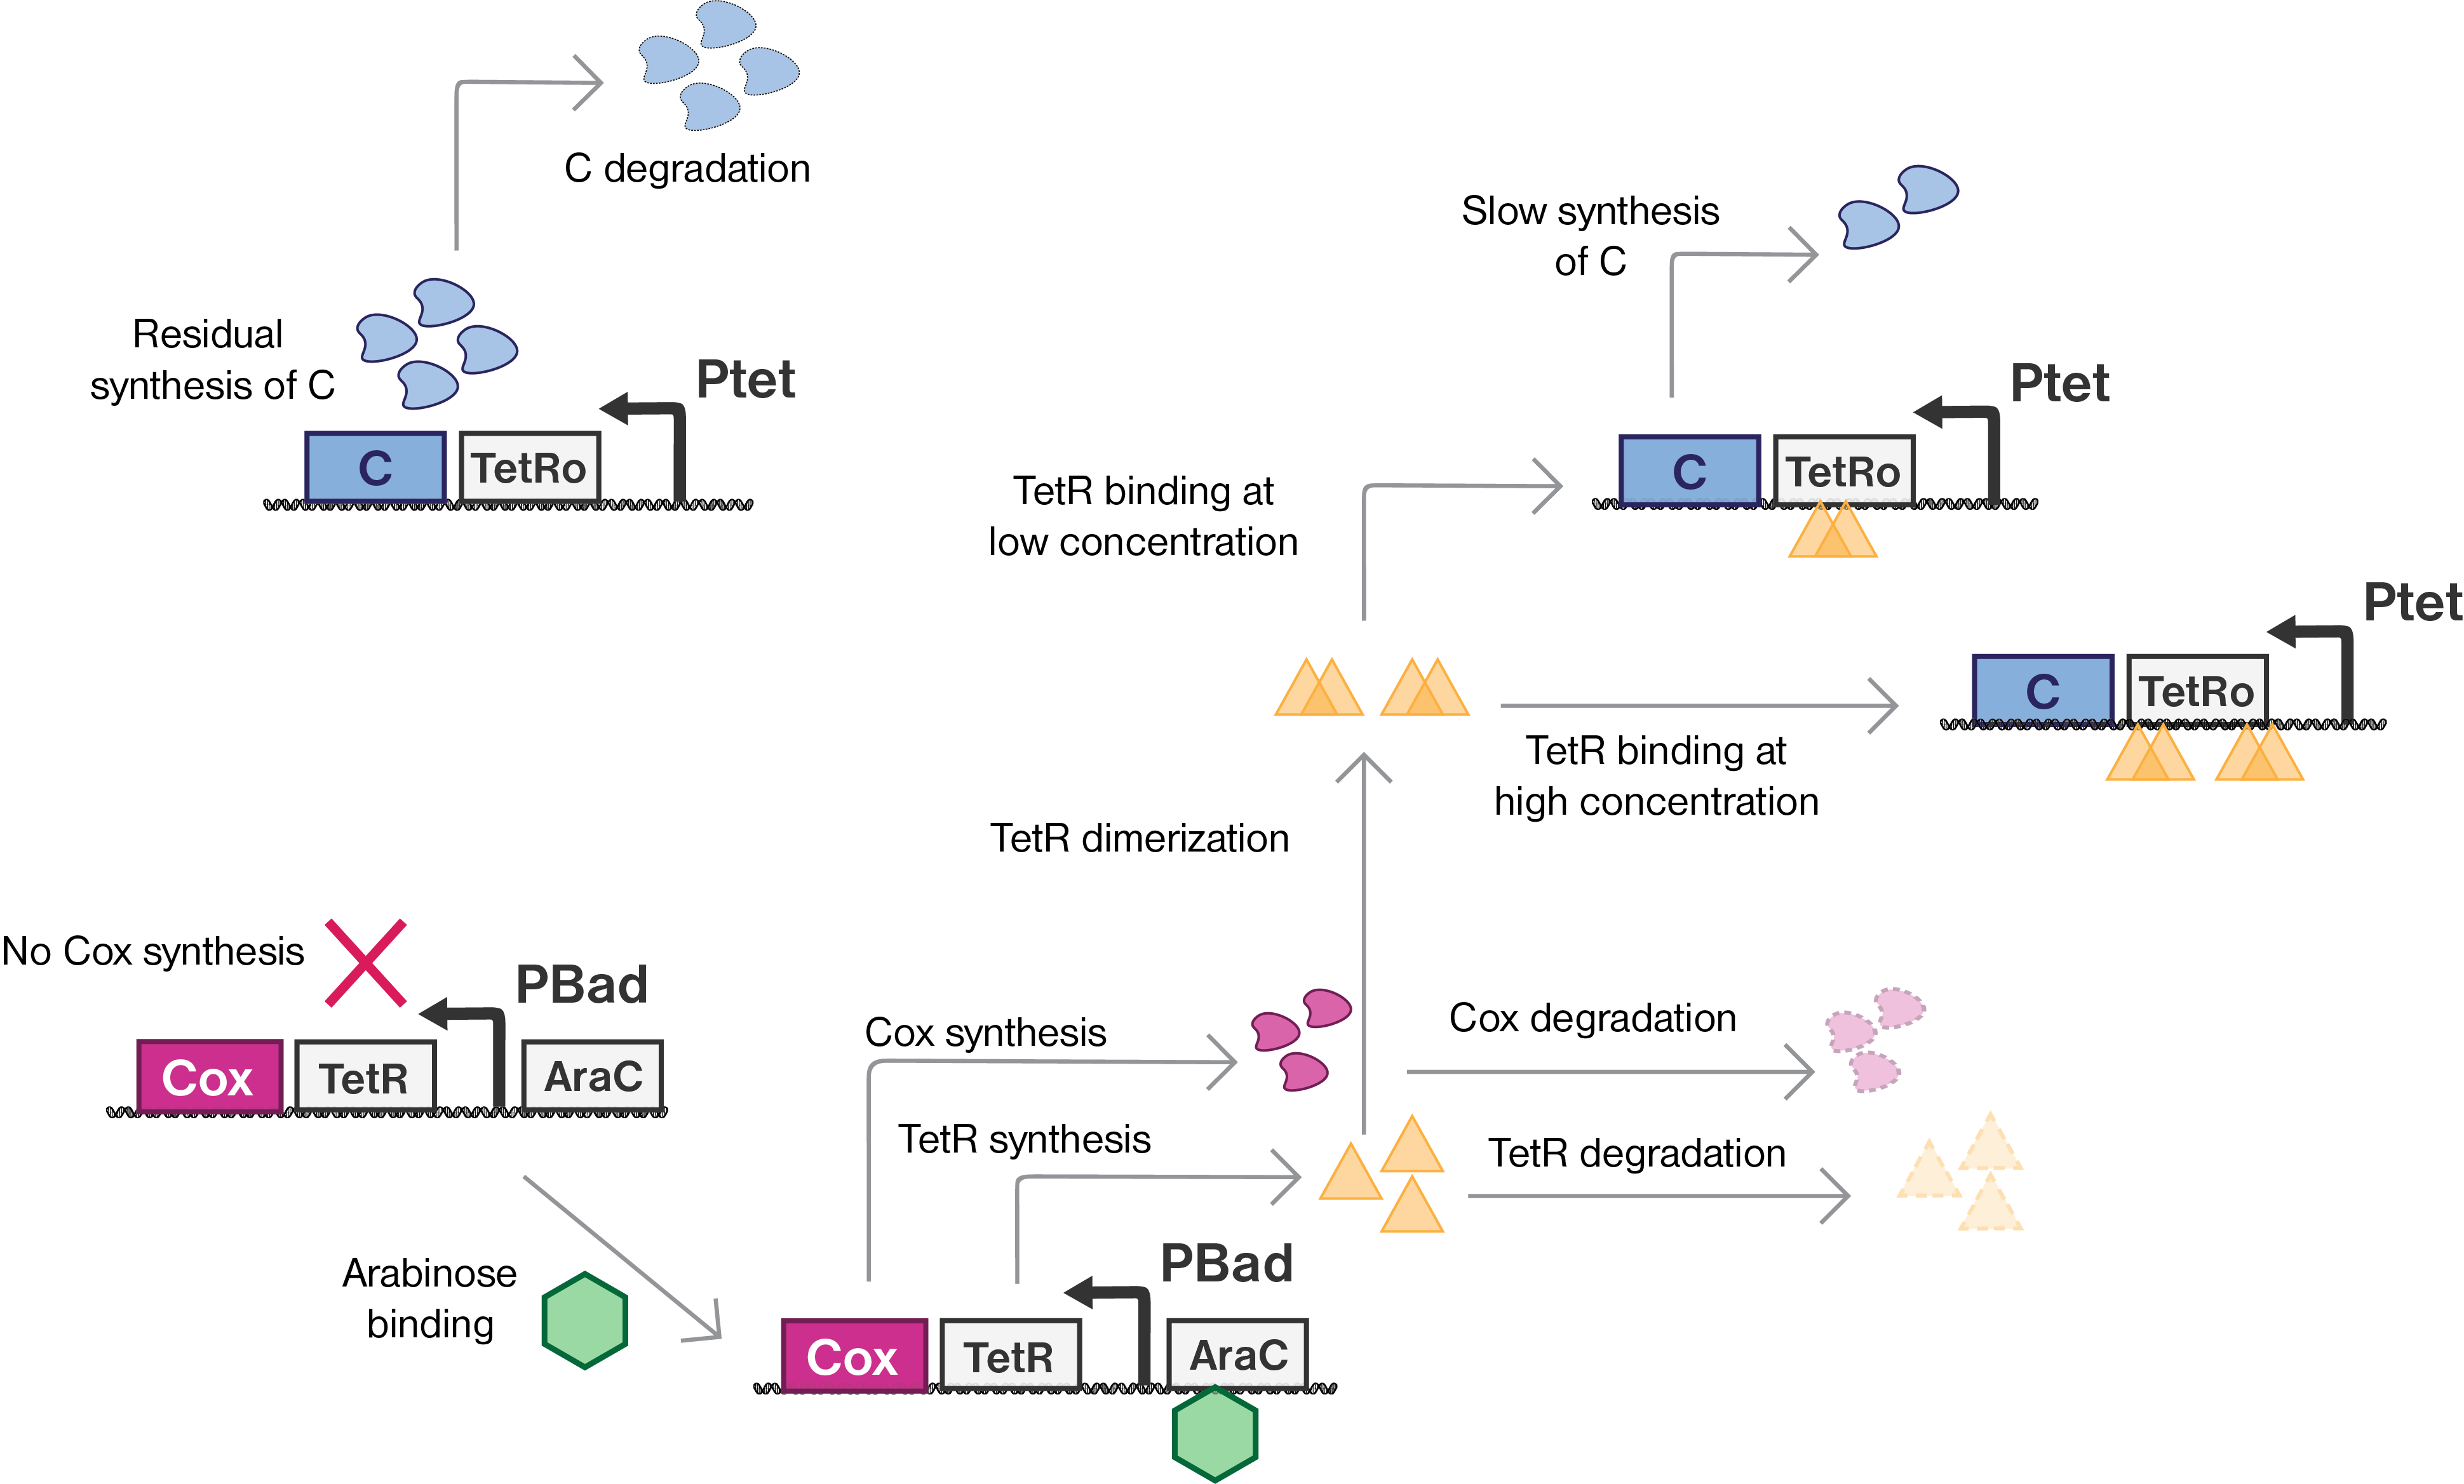 C degradation
Residual
synthesis of C
Ptet
C
TetRo
Slow synthesis
of C
Ptet
C
TetRo
TetR binding at
low concentration
Ptet
C
TetRo
TetR binding at
high concentration
TetR dimerization
No Cox synthesis
PBad
Cox
TetR
AraC
Cox synthesis
Cox degradation
TetR synthesis
TetR degradation
Arabinose
binding
PBad
Cox
TetR
AraC